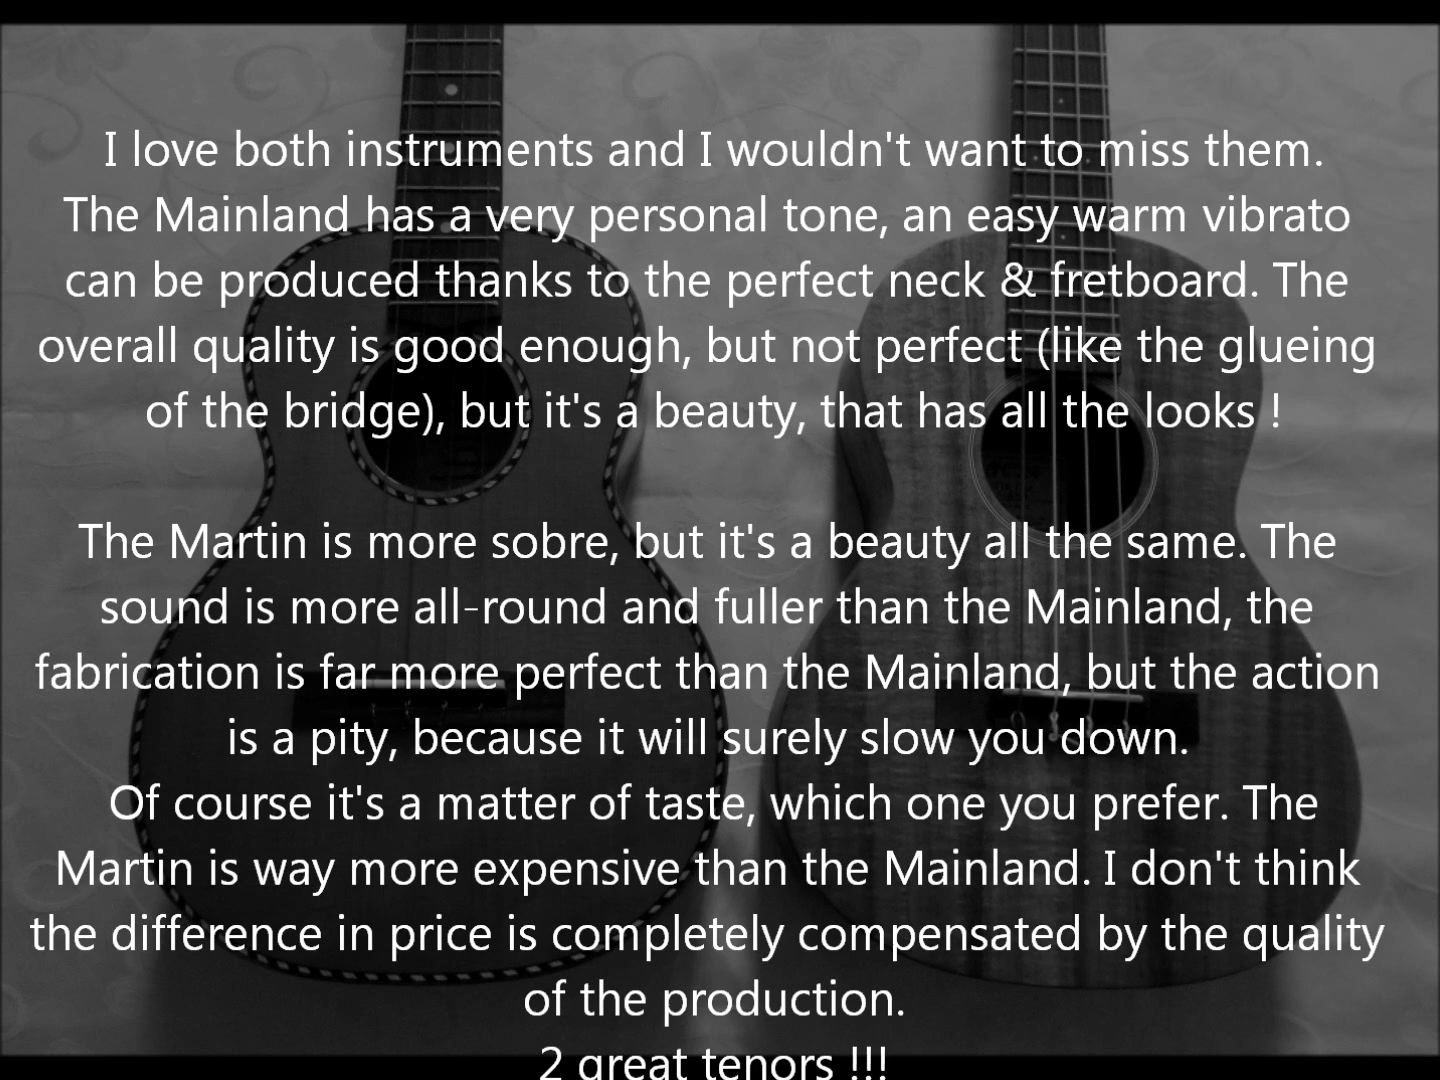 I love both instruments and I wouldn't want to miss them.
The Mainland has a very personal tone, an easy warm vibrato
can be produced thanks to the perfect neck & fretboard. The
overall quality is good enough, but not perfect (like the glueing
of the bridge), but it's a beauty, that has all the looks !
The Martin is more sobre, but it's a beauty all the same. The
sound is more all-round and fuller than the Mainland, the
fabrication is far more perfect than the Mainland, but the action
is a pity, because it will surely slow you down.
Of course it's a matter of taste, which one you prefer. The
Martin is way more expensive than the Mainland. I don't think
the difference in price is completely compensated by the quality
of the production.
2 great tenors !!!